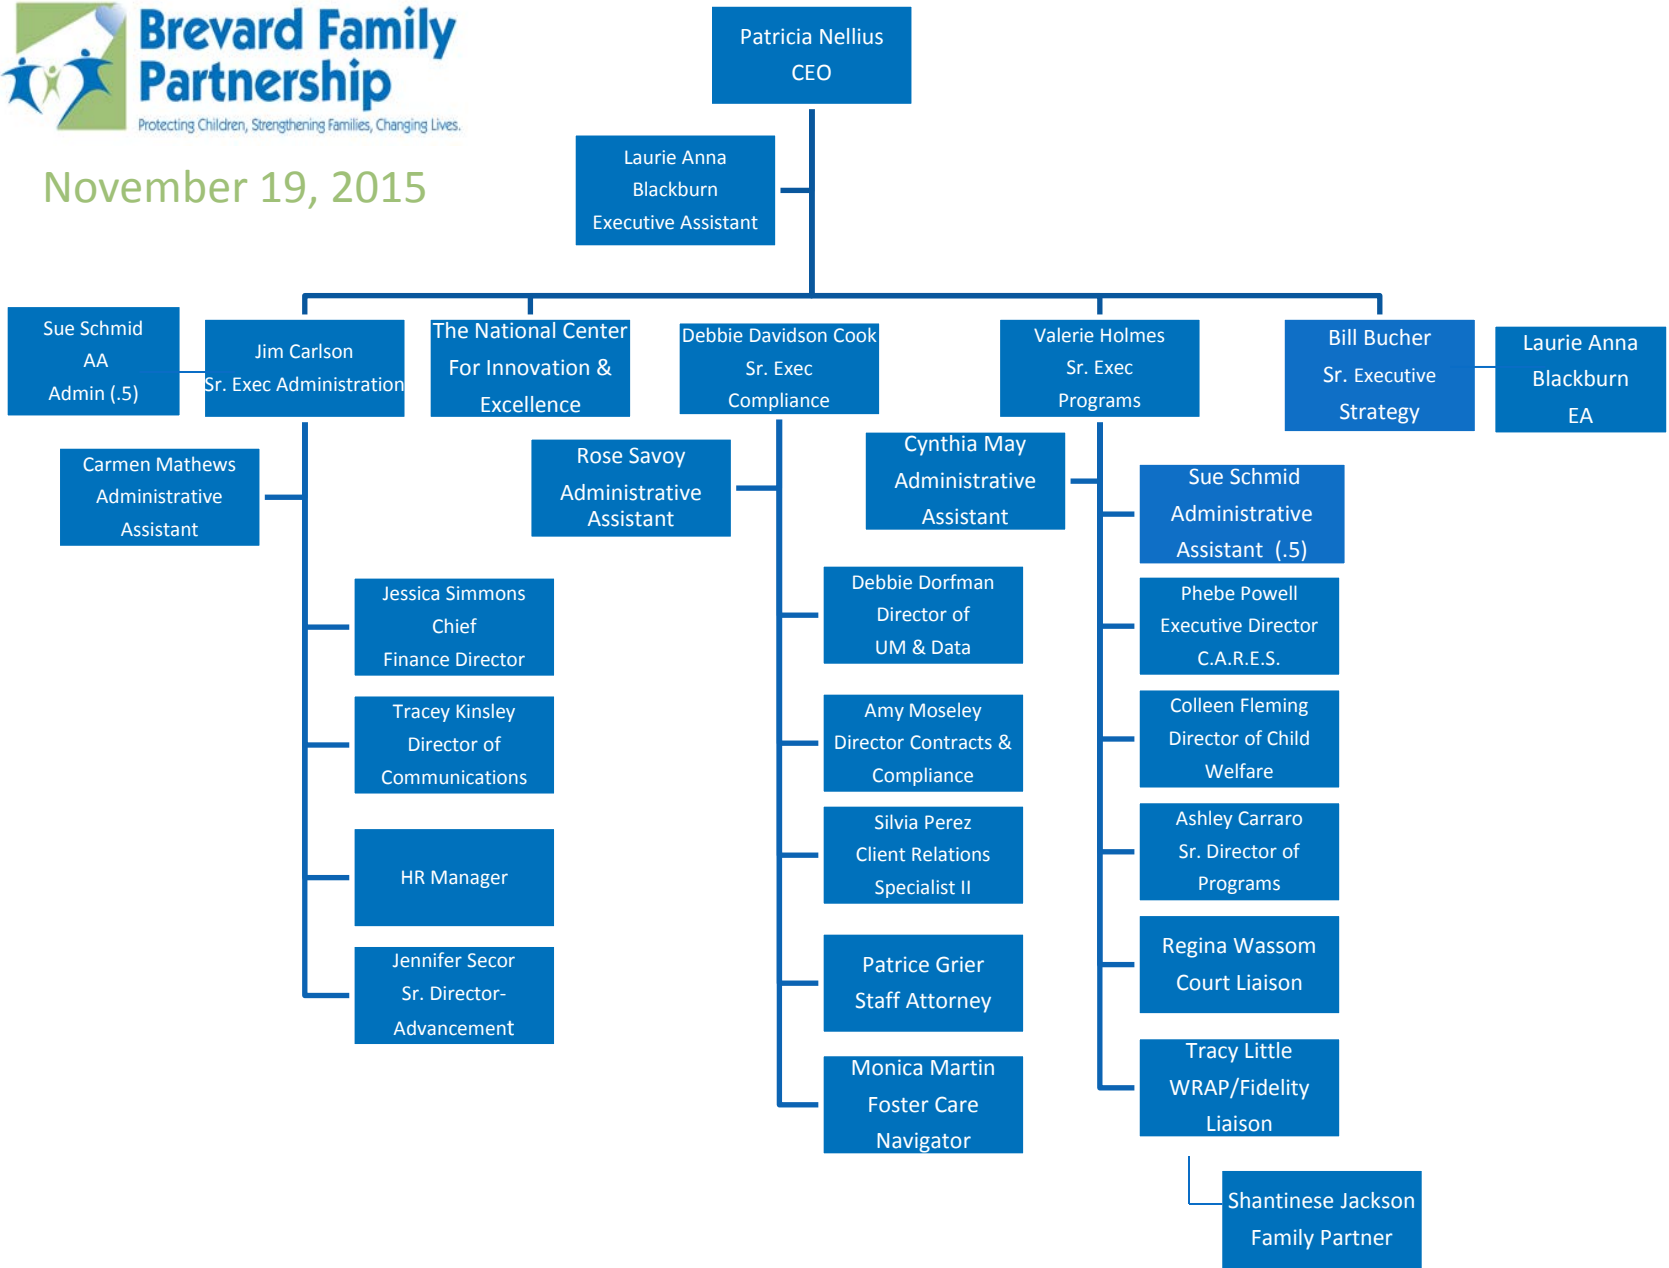 Brevard Family
Partnership
Protecting Children, Strengthening Families, Changing Lives.
November 19, 2015
Patricia Nellius
CEO
Laurie Anna
Blackburn
Executive Assistant
Sue Schmid
AA
Admin (.5)
Jim Carlson
Sr. Exec Administration
The National Center
For Innovation &
Excellence
Debbie Davidson Cook
Sr. Exec
Compliance
Valerie Holmes
Sr. Exec
Programs
Bill Bucher
Sr. Executive
Strategy
Laurie Anna
Blackburn
EA
Carmen Mathews
Administrative
Assistant
Jessica Simmons
Chief
Finance Director
Tracey Kinsley
Director of
Communications
HR Manager
Jennifer Secor
Sr. Director-
Advancement
Rose Savoy
Administrative
Assistant
Debbie Dorfman
Director of
UM & Data
Amy Moseley
Director Contracts &
Compliance
Silvia Perez
Client Relations
Specialist II
Patrice Grier
Staff Attorney
Monica Martin
Foster Care
Navigator
Cynthia May
Administrative
Assistant
Sue Schmid
Administrative
Assistant (.5)
Phebe Powell
Executive Director
C.A.R.E.S.
Colleen Fleming
Director of Child
Welfare
Ashley Carraro
Sr. Director of
Programs
Regina Wassom
Court Liaison
Tracy Little
WRAP/Fidelity
Liaison
Shantinese Jackson
Family Partner